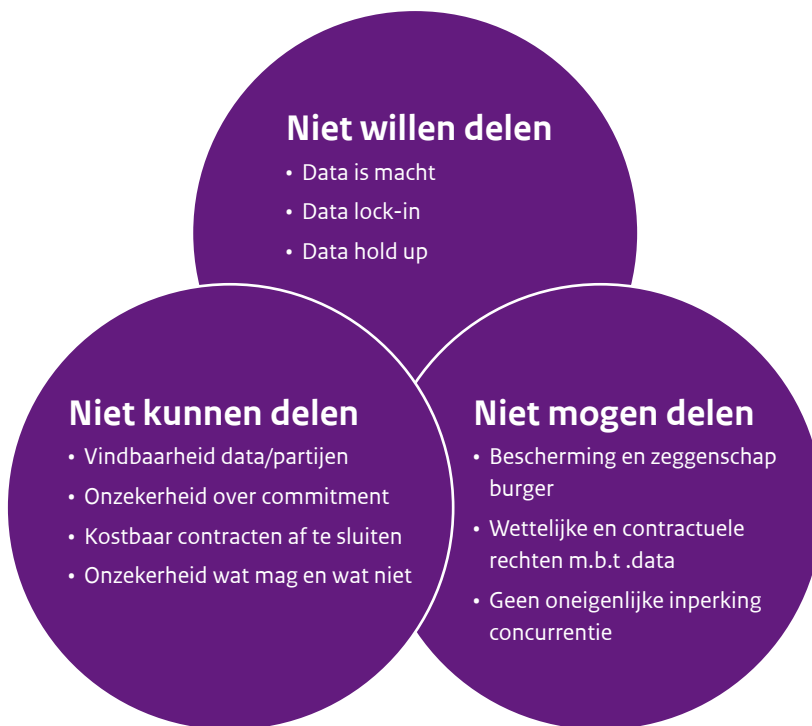 Niet willen delen
• Data is macht
• Data lock-in
• Data hold up
Niet kunnen delen
• Vindbaarheid data/partijen
• Onzekerheid over commitment
• Kostbaar contracten af te sluiten
• Onzekerheid wat mag en wat niet
Niet mogen delen
• Bescherming en zeggenschap
burger
• Wettelijke en contractuele
rechten m.b.t .data
• Geen oneigenlijke inperking
concurrentie